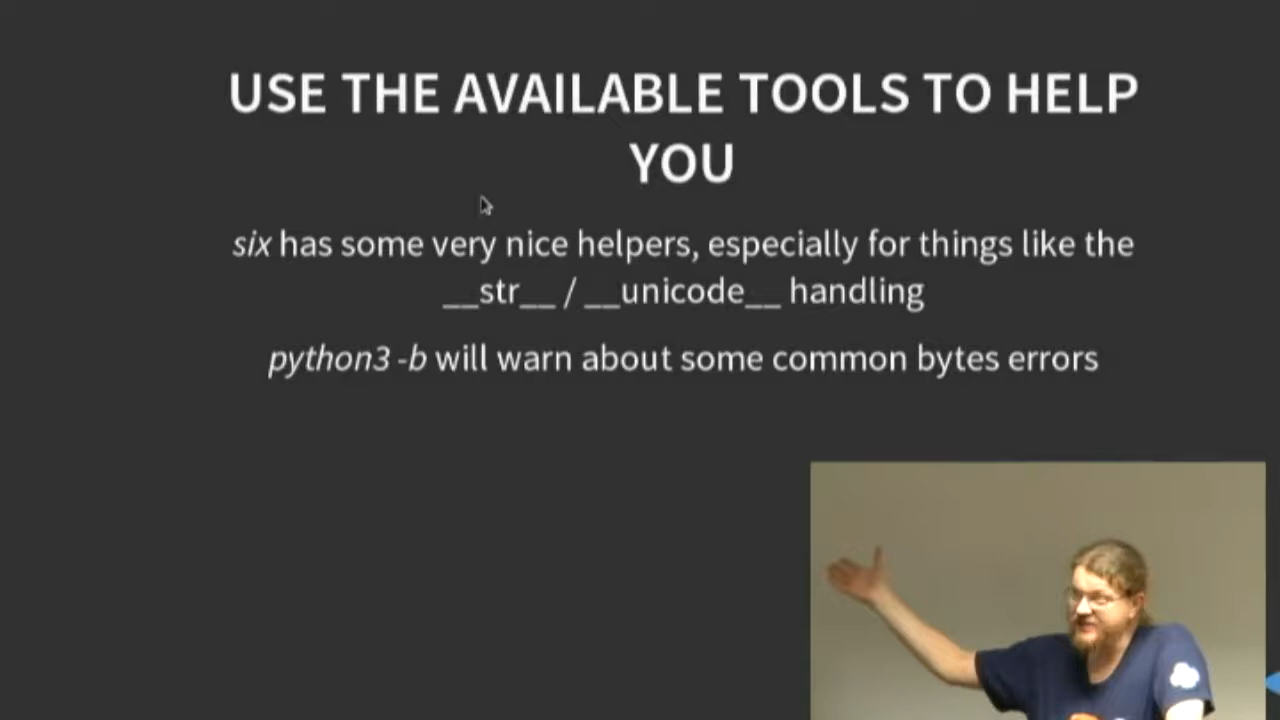 USE THE AVAILABLE TOOLS TO HELP
YOU
six has some very nice helpers, especially for things like the
__str__ / __unicode__ handling
python3 -b will warn about some common bytes errors